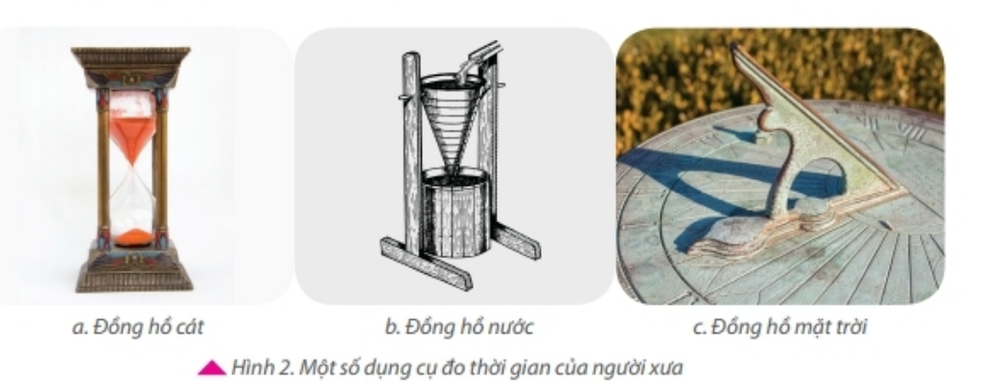 a. Đồng hồ cát
b. Đồng hồ nước
c. Đồng hồ mặt trời
Hình 2. Một số dụng cụ đo thời gian của người xưa